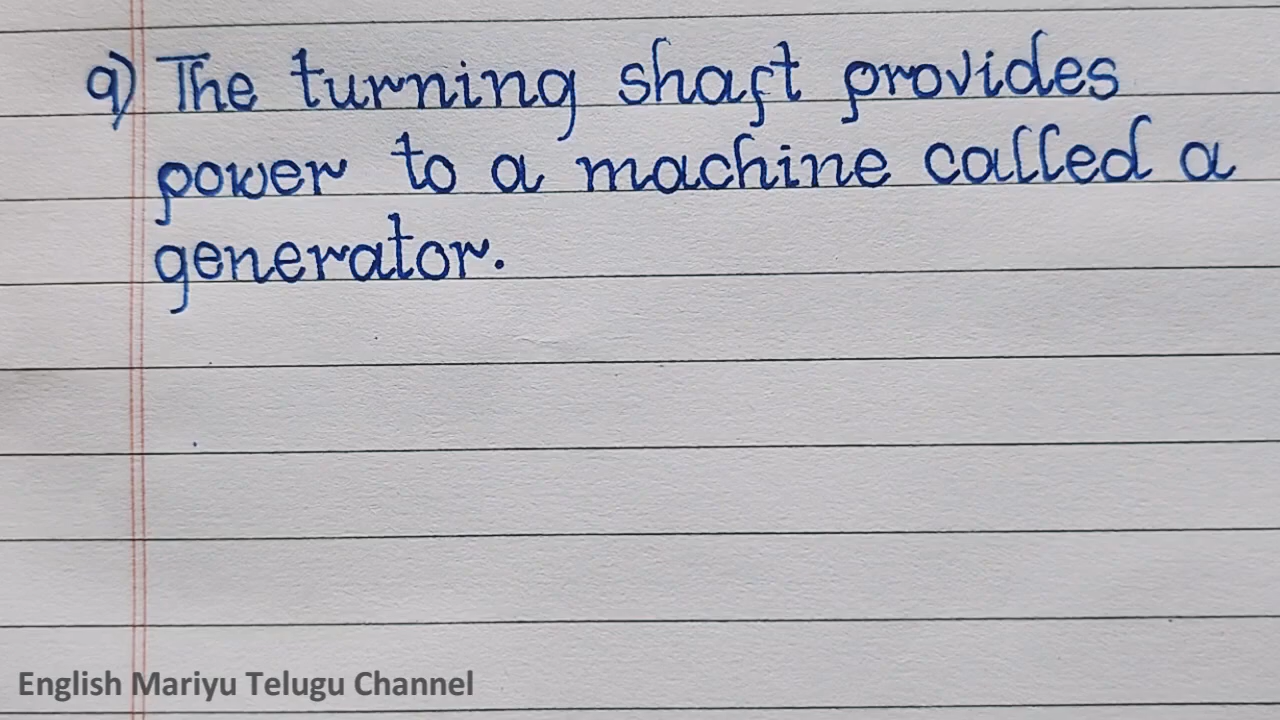 9) The turning shaft provides
power to a machine called a
generator.
English Mariyu Telugu Channel